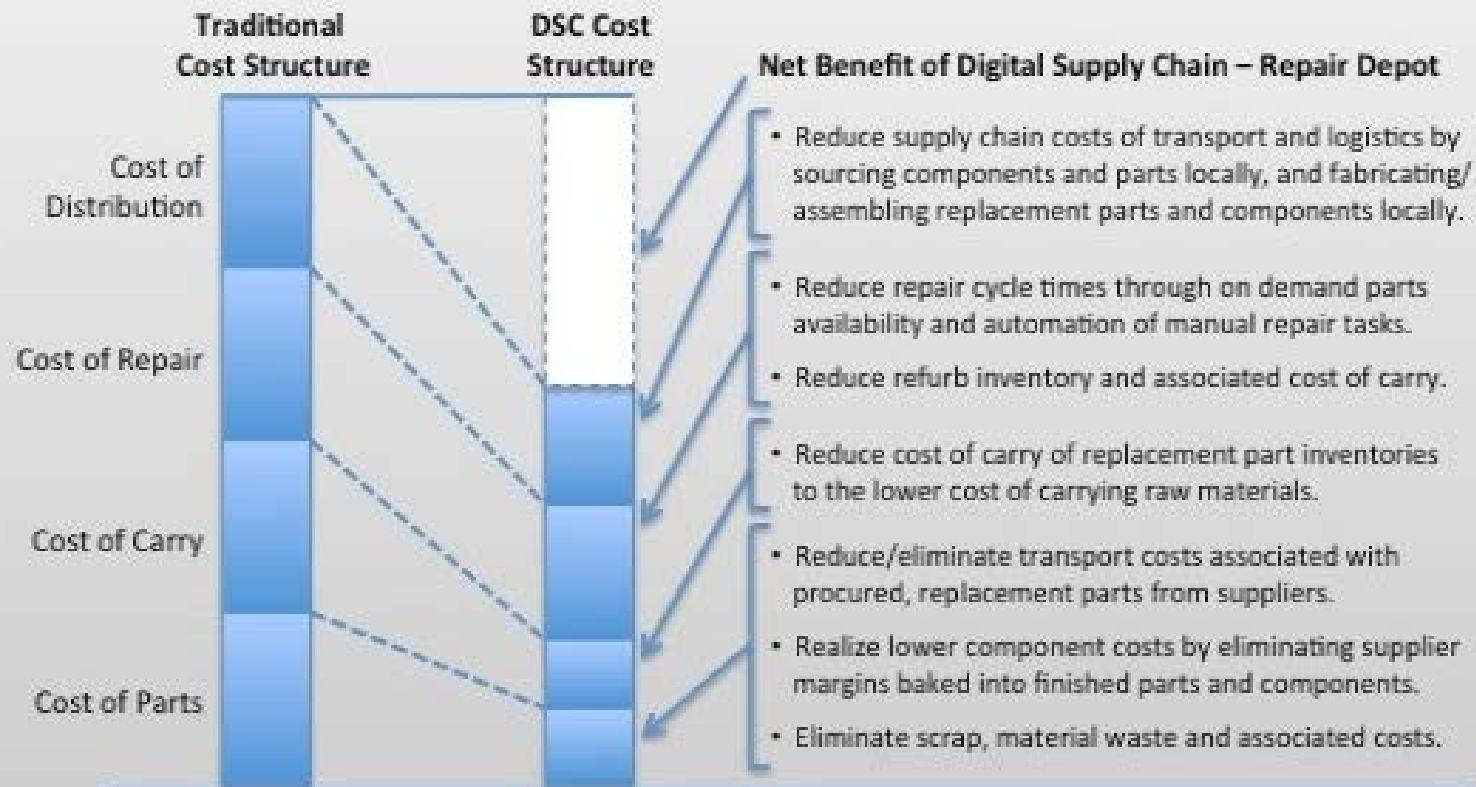 Traditional
Cost Structure
DSC Cost
Structure
Net Benefit of Digital Supply Chain – Repair Depot
Cost of
Distribution
Cost of Repair
Cost of Carry
Cost of Parts
• Reduce supply chain costs of transport and logistics by
sourcing components and parts locally, and fabricating/
assembling replacement parts and components locally.
• Reduce repair cycle times through on demand parts
availability and automation of manual repair tasks.
• Reduce refurb inventory and associated cost of carry.
• Reduce cost of carry of replacement part inventories
to the lower cost of carrying raw materials.
• Reduce/eliminate transport costs associated with
procured, replacement parts from suppliers.
• Realize lower component costs by eliminating supplier
margins baked into finished parts and components.
• Eliminate scrap, material waste and associated costs.